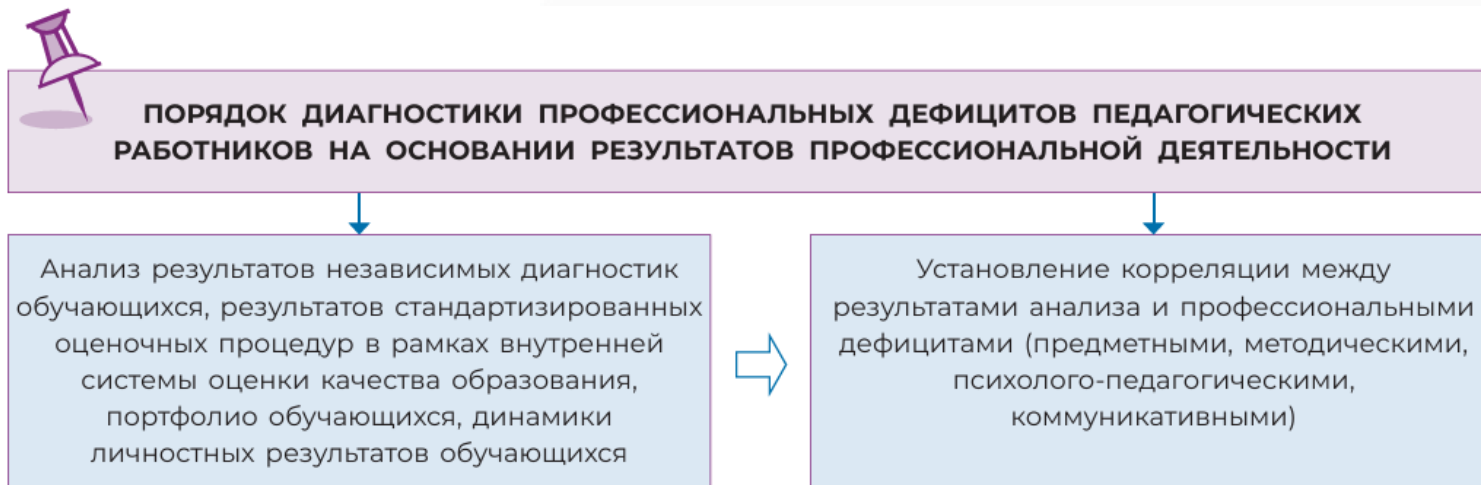 ПОРЯДОК ДИАГНОСТИКИ ПРОФЕССИОНАЛЬНЫХ ДЕФИЦИТОВ ПЕДАГОГИЧЕСКИХ
РАБОТНИКОВ НА ОСНОВАНИИ РЕЗУЛЬТАТОВ ПРОФЕССИОНАЛЬНОЙ ДЕЯТЕЛЬНОСТИ
Анализ результатов независимых диагностик
обучающихся, результатов стандартизированных
оценочных процедур в рамках внутренней
системы оценки качества образования,
портфолио обучающихся, динамики
личностных результатов обучающихся
Установление корреляции между
результатами анализа и профессиональными
дефицитами (предметными, методическими,
психолого-педагогическими,
коммуникативными)